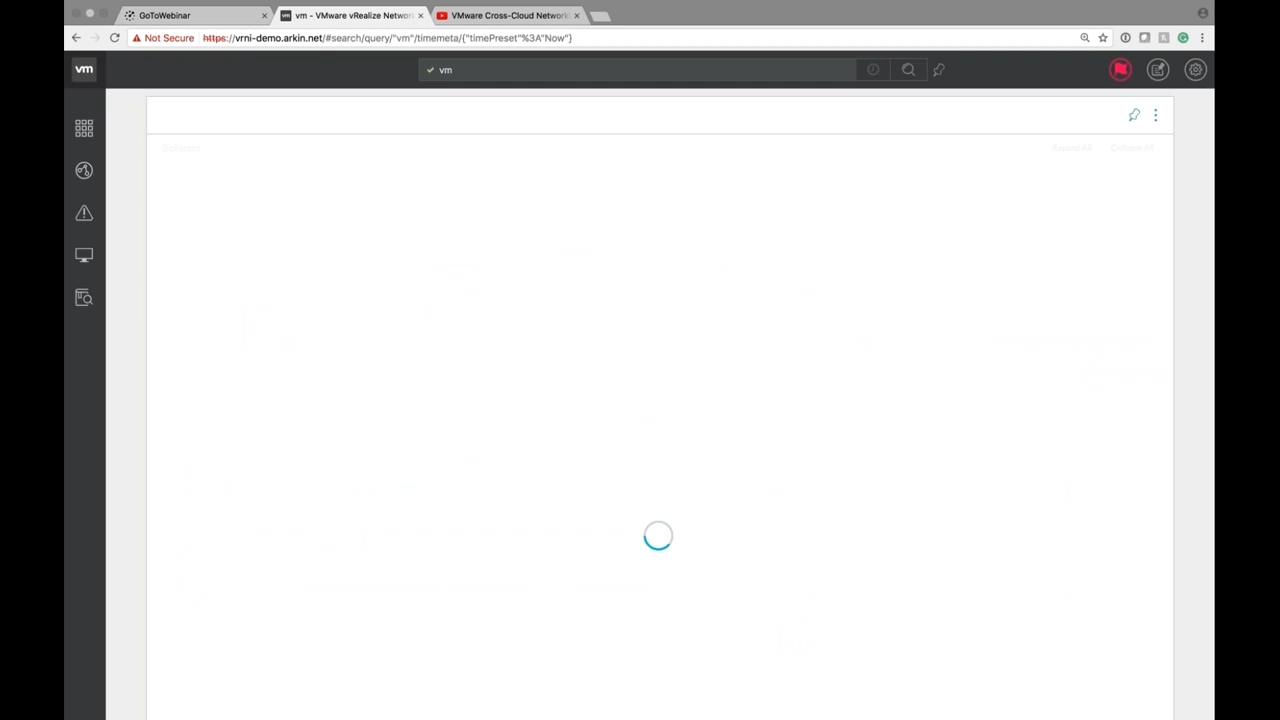 GoToWebinar
vm - VMware vRealize Network
VMware Cross-Cloud Network
Not Secure
https://vrni-demo.arkin.net/#search/query/"vm"/timemeta/{"timePreset"%3A"Now"}
vm
vm